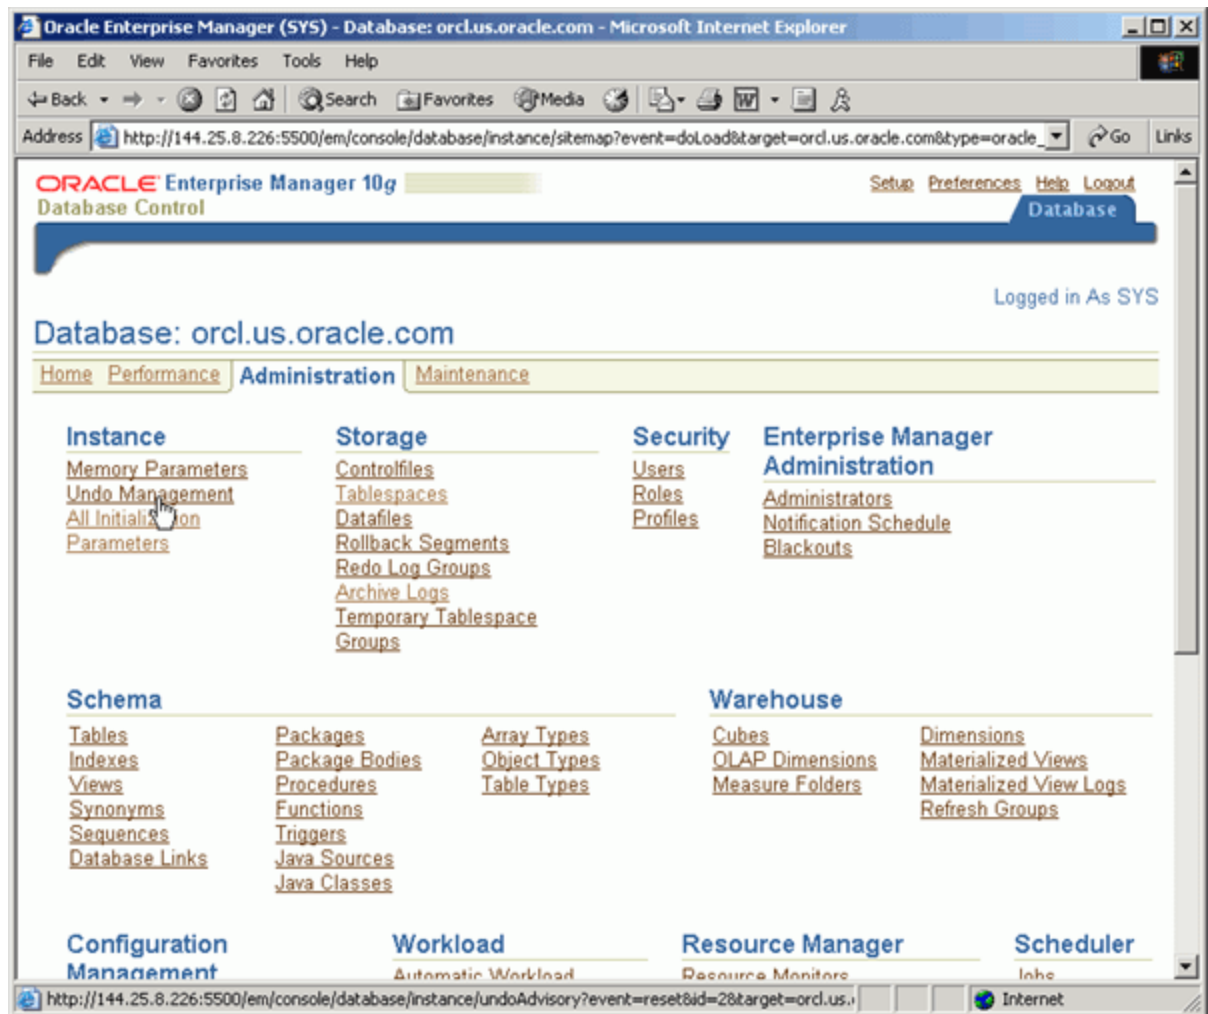 Oracle Enterprise Manager (SYS) - Database: orcl.us.oracle.com - Microsoft Internet Explorer
File Edit View Favorites Tools Help
Back Search Favorites Media
Address http://144.25.8.226:5500/em/console/database/instance/sitemap?event=doLoad&target=orcl.us.oracle.com&type=oracle_ Go Links
ORACLE Enterprise Manager 10g
Setup Preferences Help Logout
Database Control
Database
Logged in As SYS
Database: orcl.us.oracle.com
Home Performance Administration Maintenance
Instance
Memory Parameters
Undo Management
All Initialization
Parameters
Storage
Controlfiles
Tablespaces
Datafiles
Rollback Segments
Redo Log Groups
Archive Logs
Temporary Tablespace
Groups
Security
Users
Roles
Profiles
Enterprise Manager
Administration
Administrators
Notification Schedule
Blackouts
Schema
Tables
Indexes
Views
Synonyms
Sequences
Database Links
Packages
Package Bodies
Procedures
Functions
Triggers
Java Sources
Java Classes
Array Types
Object Types
Table Types
Warehouse
Cubes
OLAP Dimensions
Measure Folders
Dimensions
Materialized Views
Materialized View Logs
Refresh Groups
Configuration
Management
Workload
Automatic Workload
Resource Manager
Resource Monitors
Scheduler
Jobs
http://144.25.8.226:5500/em/console/database/instance/undoAdvisory?event=reset&id=2&target=orcl.us. Internet